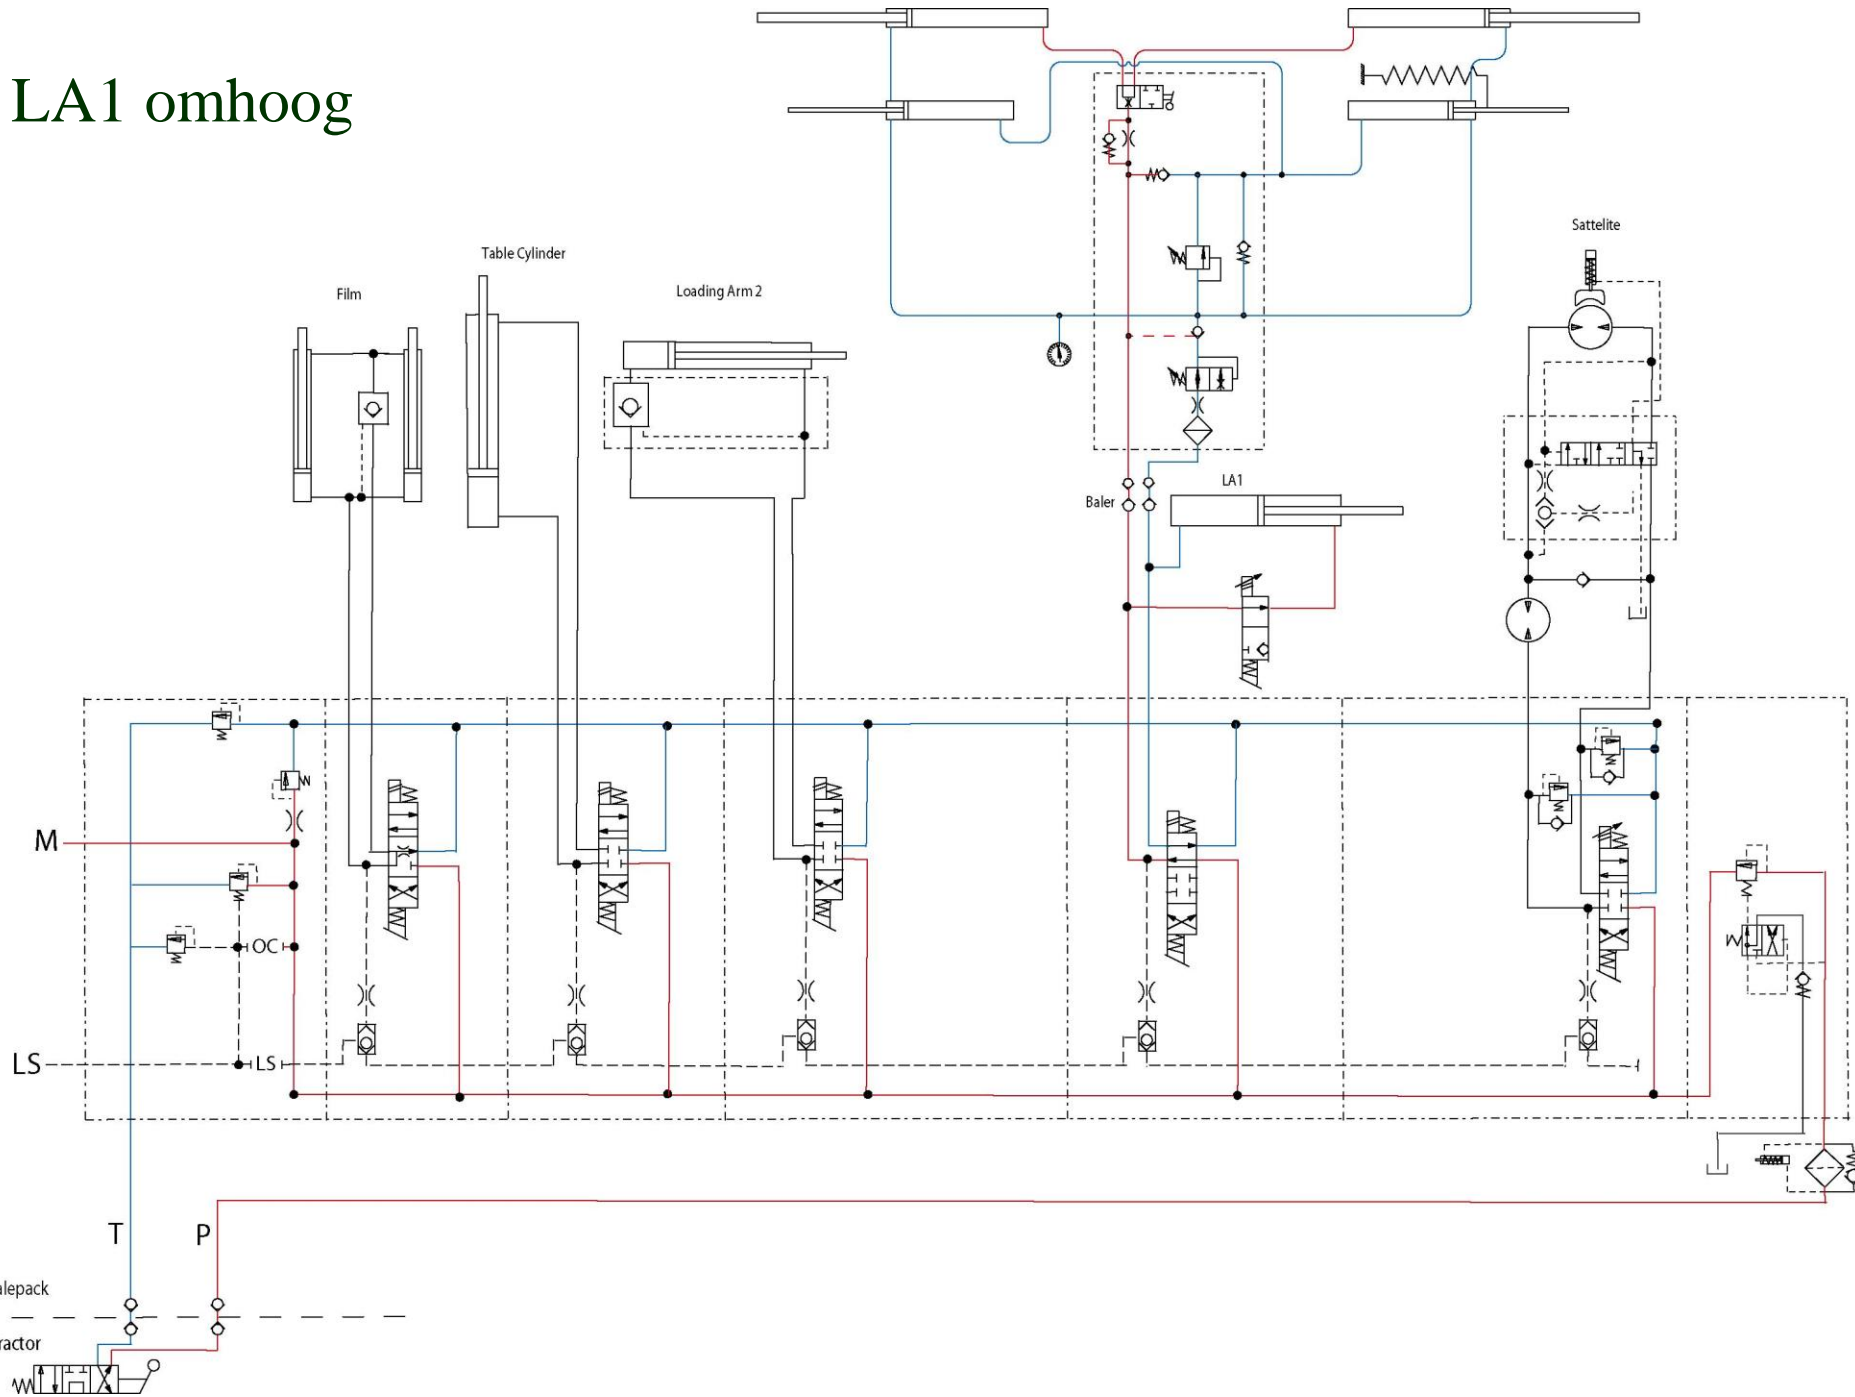 LA1 omhoog
Sattelite
Table Cylinder
Film
Loading Arm 2
LA1
Baler
M
OC
LS
LS
T
P
alepack
ractor